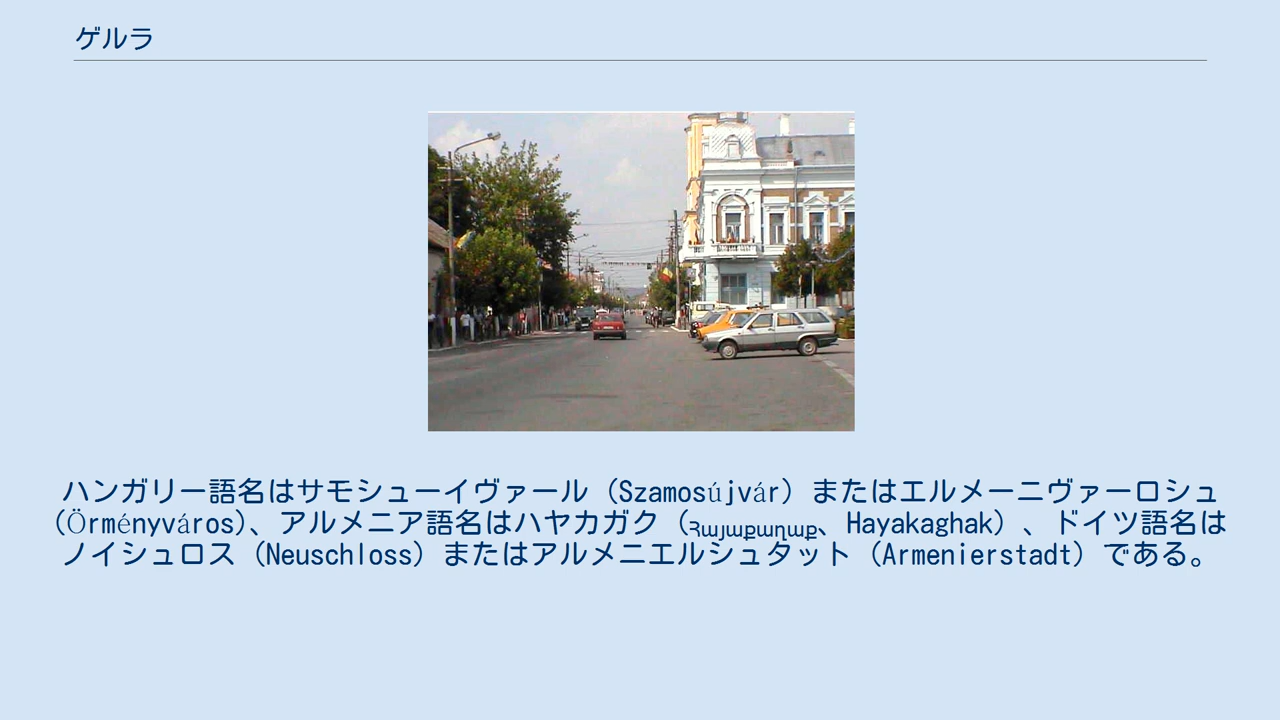 ゲルラ
ハンガリー語名はサモシューイヴァール（Szamosújvár）またはエルメーニヴァーロシュ
（Örményváros)、アルメニア語名はハヤカガク（Հայաքաղաք、Hayakaghak）、ドイツ語名は
ノイシュロス（Neuschloss）またはアルメニエルシュタット（Armenierstadt）である。